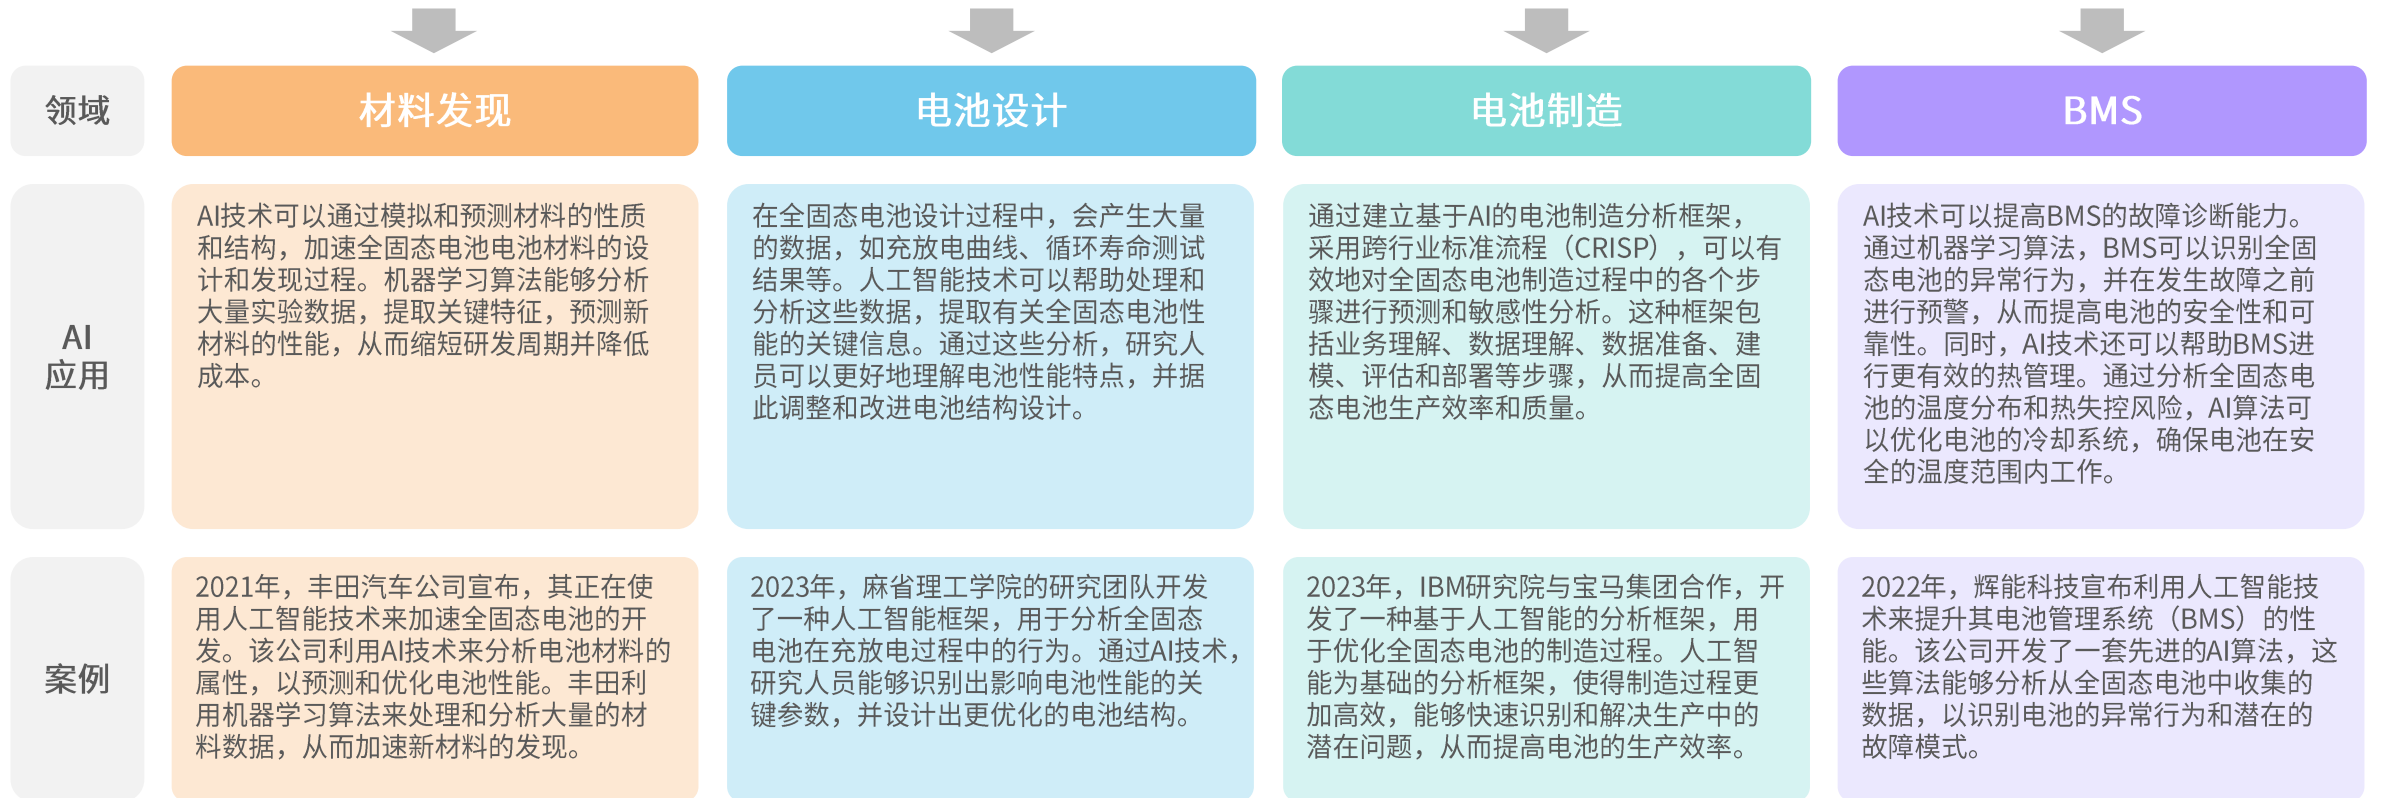 领域
材料发现
电池设计
电池制造
BMS
AI
应用
AI技术可以通过模拟和预测材料的性质
和结构，加速全固态电池电池材料的设
计和发现过程。机器学习算法能够分析
大量实验数据，提取关键特征，预测新
材料的性能，从而缩短研发周期并降低
成本。
在全固态电池设计过程中，会产生大量
的数据，如充放电曲线、循环寿命测试
结果等。人工智能技术可以帮助处理和
分析这些数据，提取有关全固态电池性
能的关键信息。通过这些分析，研究人
员可以更好地理解电池性能特点，并据
此调整和改进电池结构设计。
通过建立基于AI的电池制造分析框架，
采用跨行业标准流程（CRISP），可以有
效地对全固态电池制造过程中的各个步
骤进行预测和敏感性分析。这种框架包
括业务理解、数据理解、数据准备、建
模、评估和部署等步骤，从而提高全固
态电池生产效率和质量。
AI技术可以提高BMS的故障诊断能力。
通过机器学习算法，BMS可以识别全固
态电池的异常行为，并在发生故障之前
进行预警，从而提高电池的安全性和可
靠性。同时，AI技术还可以帮助BMS进
行更有效的热管理。通过分析全固态电
池的温度分布和热失控风险，AI算法可
以优化电池的冷却系统，确保电池在安
全的温度范围内工作。
案例
2021年，丰田汽车公司宣布，其正在使
用人工智能技术来加速全固态电池的开
发。该公司利用AI技术来分析电池材料的
属性，以预测和优化电池性能。丰田利
用机器学习算法来处理和分析大量的材
料数据，从而加速新材料的发现。
2023年，麻省理工学院的研究团队开发
了一种人工智能框架，用于分析全固态
电池在充放电过程中的行为。通过AI技术，
研究人员能够识别出影响电池性能的关
键参数，并设计出更优化的电池结构。
2023年，IBM研究院与宝马集团合作，开
发了一种基于人工智能的分析框架，用
于优化全固态电池的制造过程。人工智
能为基础的分析框架，使得制造过程更
加高效，能够快速识别和解决生产中的
潜在问题，从而提高电池的生产效率。
2022年，辉能科技宣布利用人工智能技
术来提升其电池管理系统（BMS）的性
能。该公司开发了一套先进的AI算法，这
些算法能够分析从全固态电池中收集的
数据，以识别电池的异常行为和潜在的
故障模式。